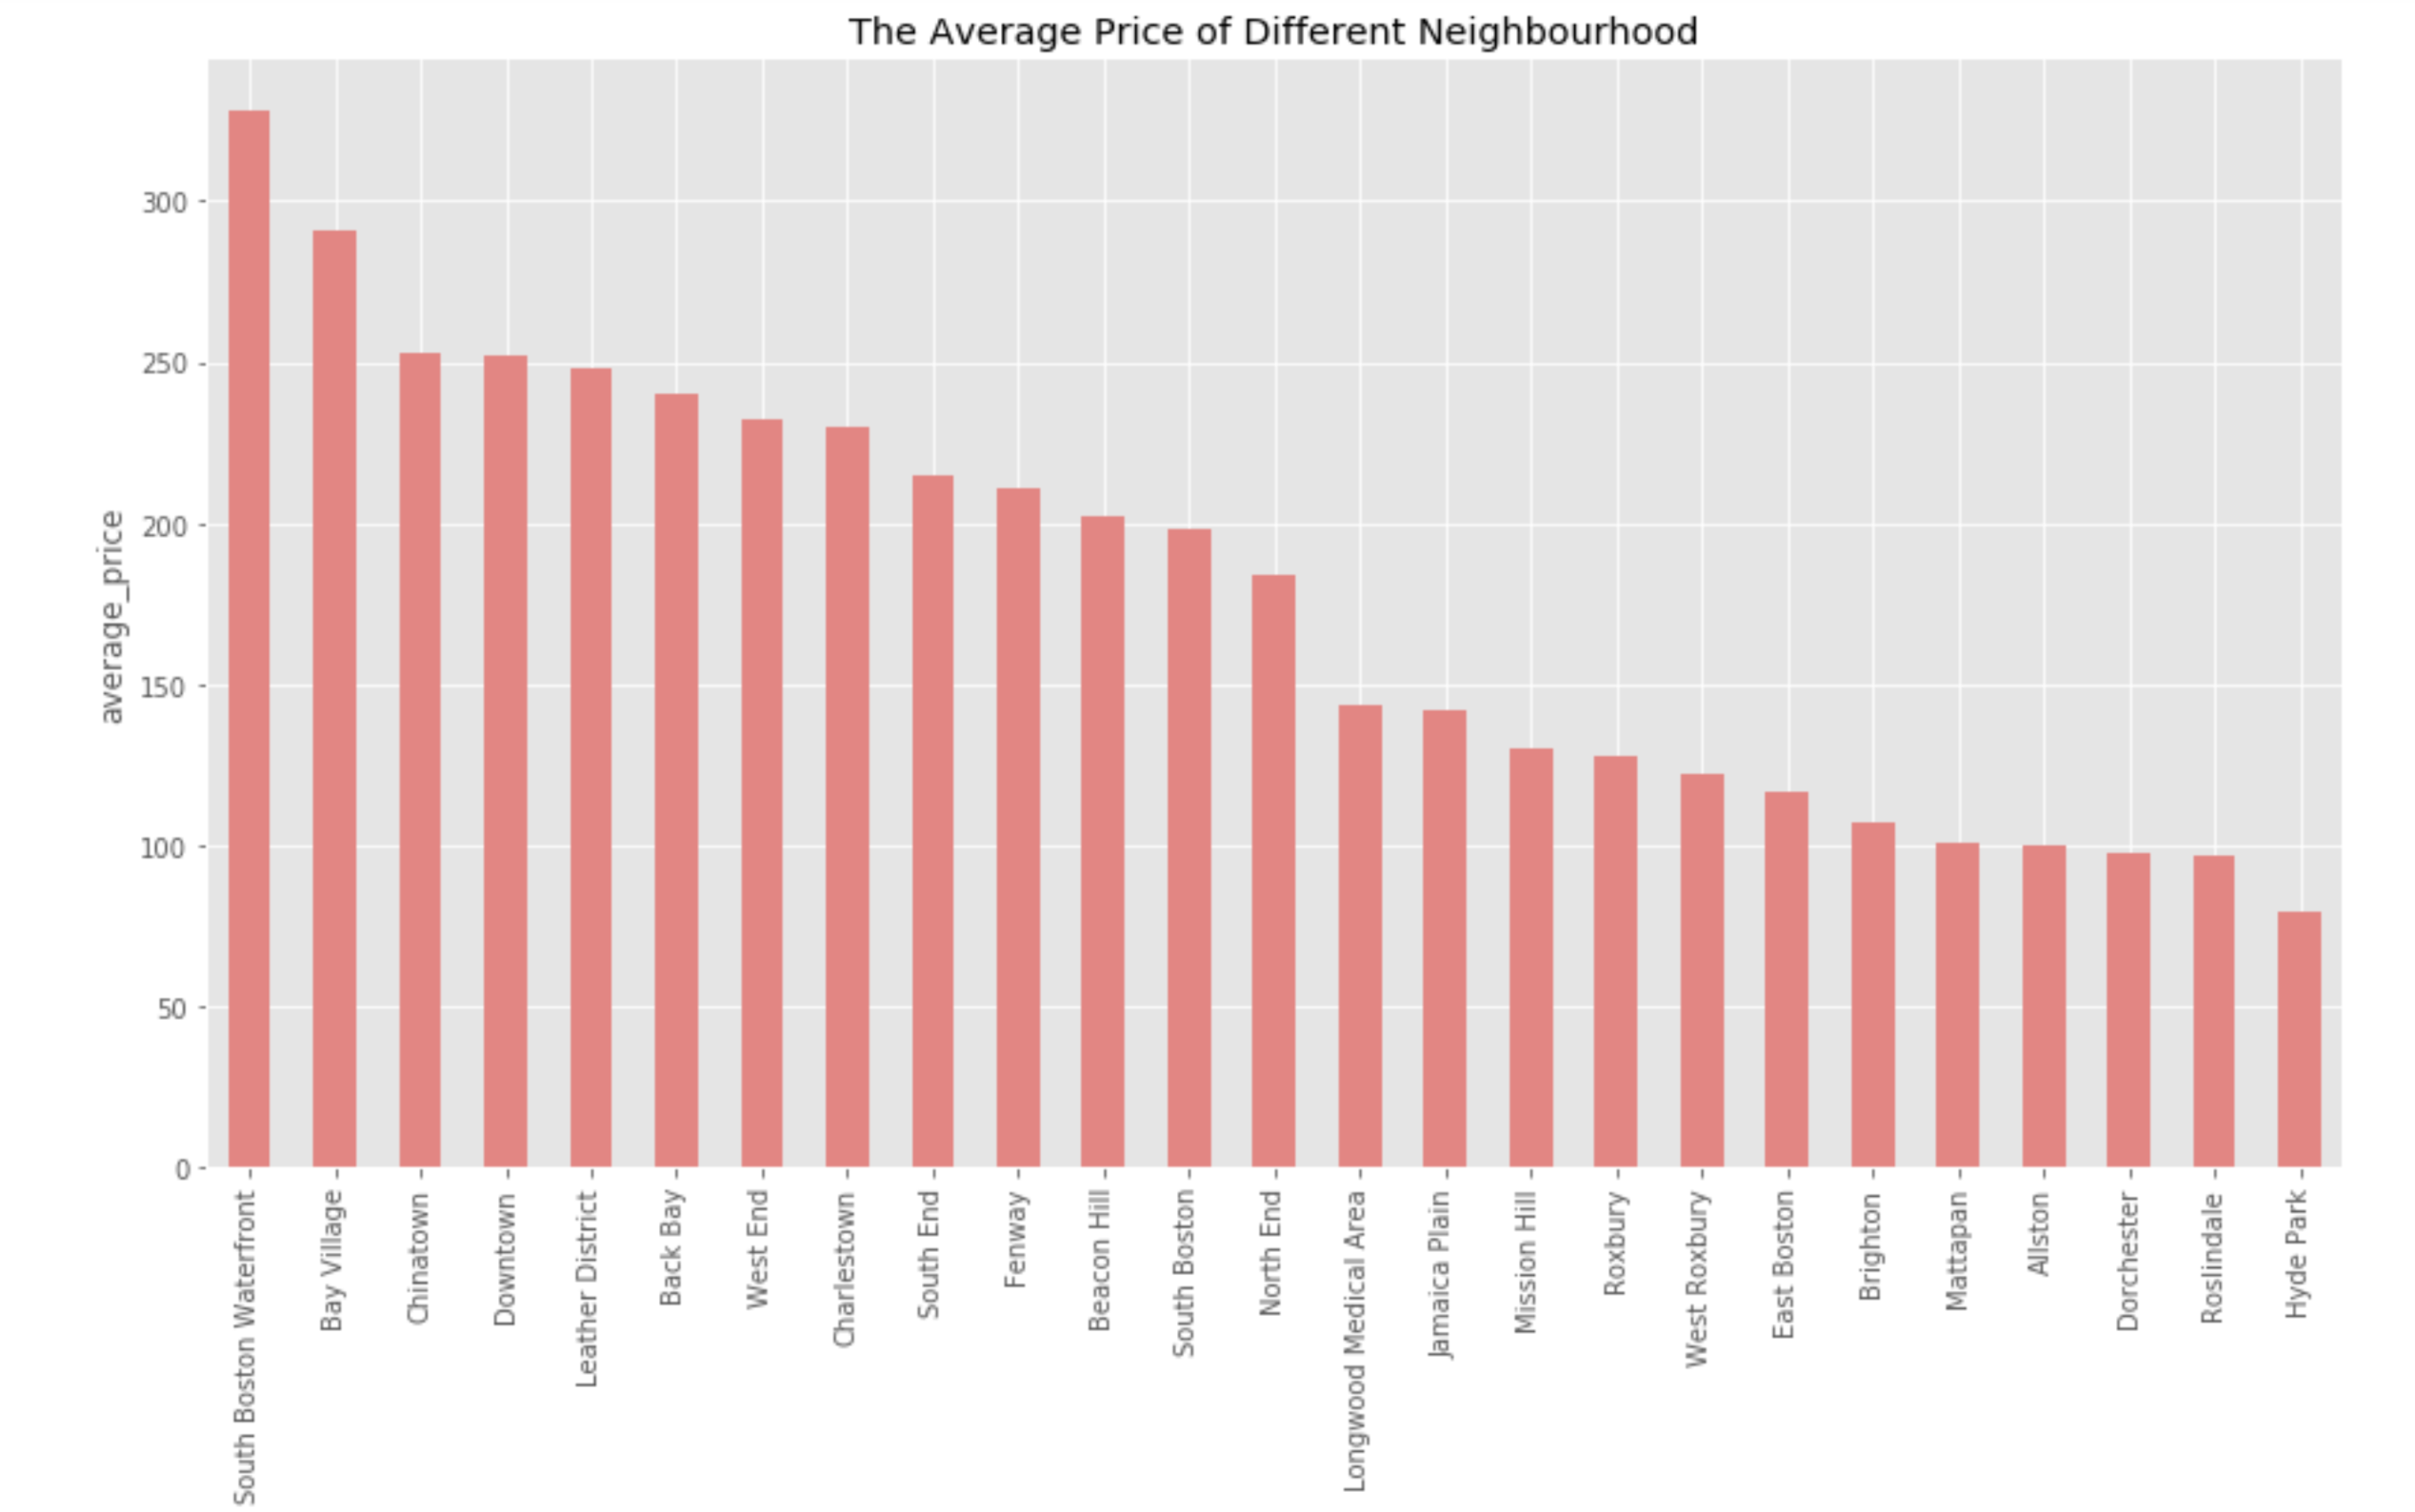 The Average Price of Different Neighbourhood
average_price
300
250
200
150
100
50
0
South Boston Waterfront
Bay Village
Chinatown
Downtown
Leather District
Back Bay
West End
Charlestown
South End
Fenway
Beacon Hill
South Boston
North End
Longwood Medical Area
Jamaica Plain
Mission Hill
Roxbury
West Roxbury
East Boston
Brighton
Mattapan
Allston
Dorchester
Roslindale
Hyde Park